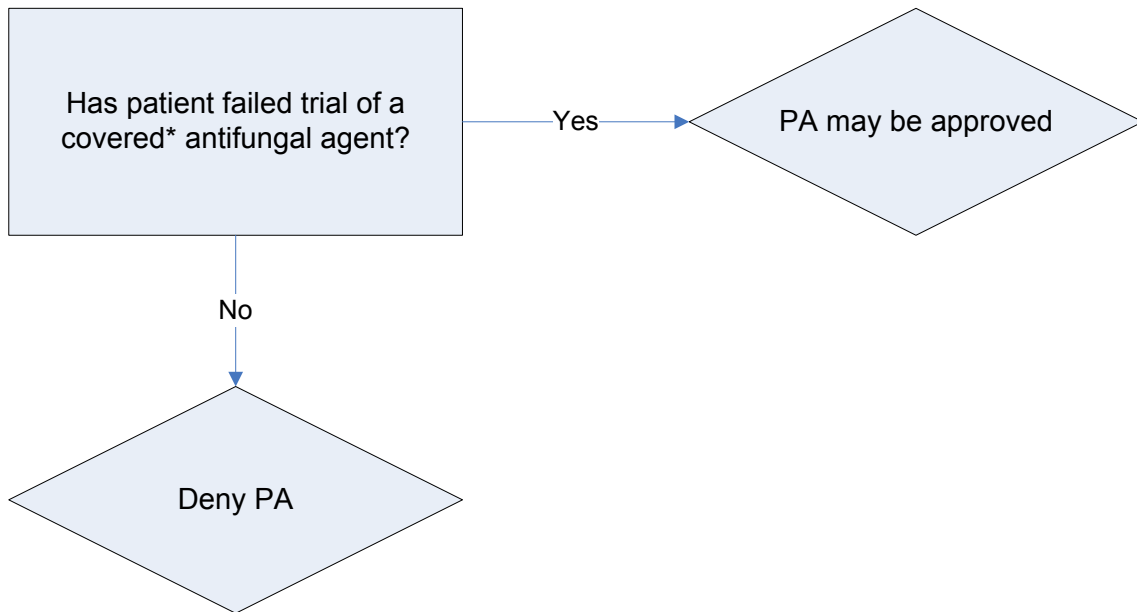 Has patient failed trial of a
covered* antifungal agent?
Yes
PA may be approved
No
Deny PA